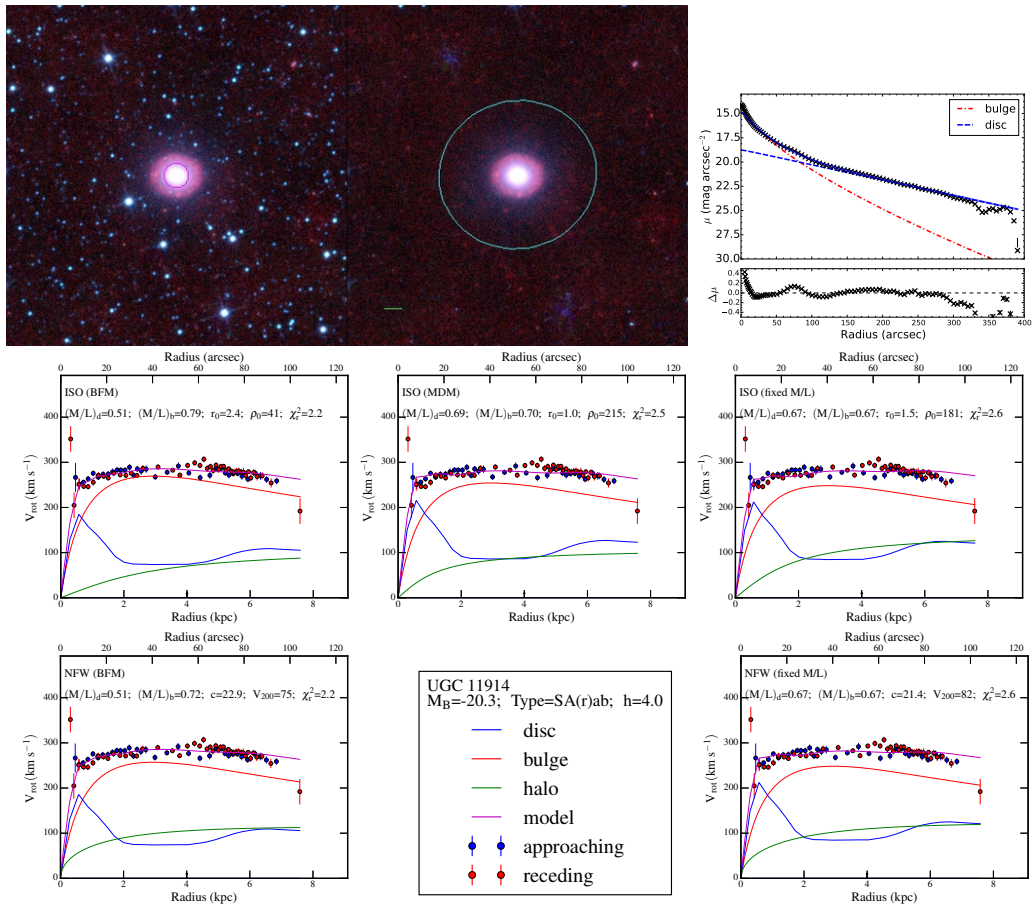 15.0
17.5
20.0
22.5
25.0
27.5
30.0
μ (mag arcsec⁻²)
bulge
disc
0.4
0.2
0.0
−0.2
−0.4
Δμ
0 50 100 150 200 250 300 350 400
Radius (arcsec)
Radius (arcsec) Radius (arcsec) Radius (arcsec)
0 20 40 60 80 100 120 0 20 40 60 80 100 120 0 20 40 60 80 100 120
ISO (BFM)
(M/L)d=0.51; (M/L)b=0.79; r0=2.4; ρ0=41; χ²r=2.2
ISO (MDM)
(M/L)d=0.69; (M/L)b=0.70; r0=1.0; ρ0=215; χ²r=2.5
ISO (fixed M/L)
(M/L)d=0.67; (M/L)b=0.67; r0=1.5; ρ0=181; χ²r=2.6
400
300
200
100
0
Vrot (km s⁻¹)
0 2 4 6 8
Radius (kpc)
400
300
200
100
0
Vrot (km s⁻¹)
0 2 4 6 8
Radius (kpc)
400
300
200
100
0
Vrot (km s⁻¹)
0 2 4 6 8
Radius (kpc)
Radius (arcsec) Radius (arcsec)
0 20 40 60 80 100 120 0 20 40 60 80 100 120
NFW (BFM)
(M/L)d=0.51; (M/L)b=0.72; c=22.9; V200=75; χ²r=2.2
400
300
200
100
0
Vrot (km s⁻¹)
0 2 4 6 8
Radius (kpc)
UGC 11914
MB=-20.3; Type=SA(r)ab; h=4.0
disc
bulge
halo
model
approaching
receding
NFW (fixed M/L)
(M/L)d=0.67; (M/L)b=0.67; c=21.4; V200=82; χ²r=2.6
400
300
200
100
0
Vrot (km s⁻¹)
0 2 4 6 8
Radius (kpc)